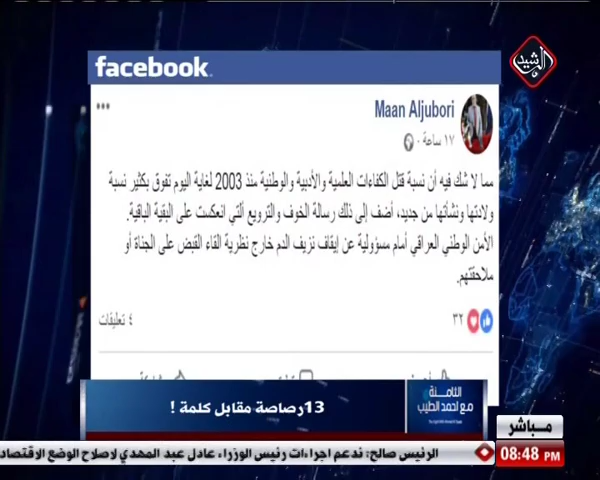 الرشيد
facebook
Maan Aljubori
١٧ ساعة
مما لا شك فيه أن نسبة قتل الكفاءات العلمية والأدبية والوطنية منذ 2003 لغاية اليوم تفوق بكثير نسبة
ولادتها ونشأتها من جديد، أضف إلى ذلك رسالة الخوف والترويع ألتي انعكست على البقية الباقية.
الأمن الوطني العراقي أمام مسؤولية عن إيقاف نزيف الدم خارج نظرية القاء القبض على الجناة أو
ملاحقتهم.
٣٢
٤ تعليقات
الثامنة
مع احمد الطيب
13رصاصة مقابل كلمة !
مباشر
08:48 PM
الرئيس صالح: ندعم اجراءات رئيس الوزراء عادل عبد المهدي لاصلاح الوضع الاقتصاد